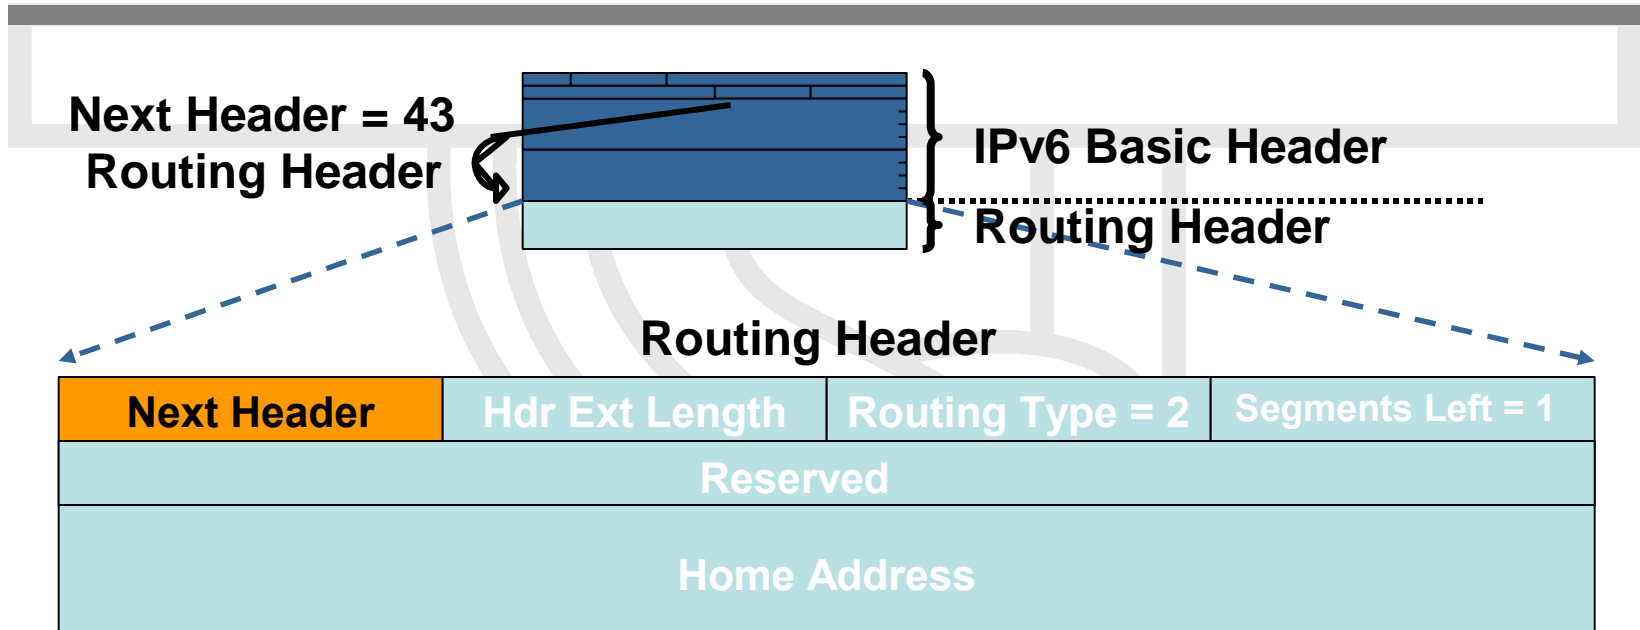 Next Header = 43
Routing Header
IPv6 Basic Header
Routing Header
Routing Header
Next Header
Hdr Ext Length
Routing Type = 2
Segments Left = 1
Reserved
Home Address